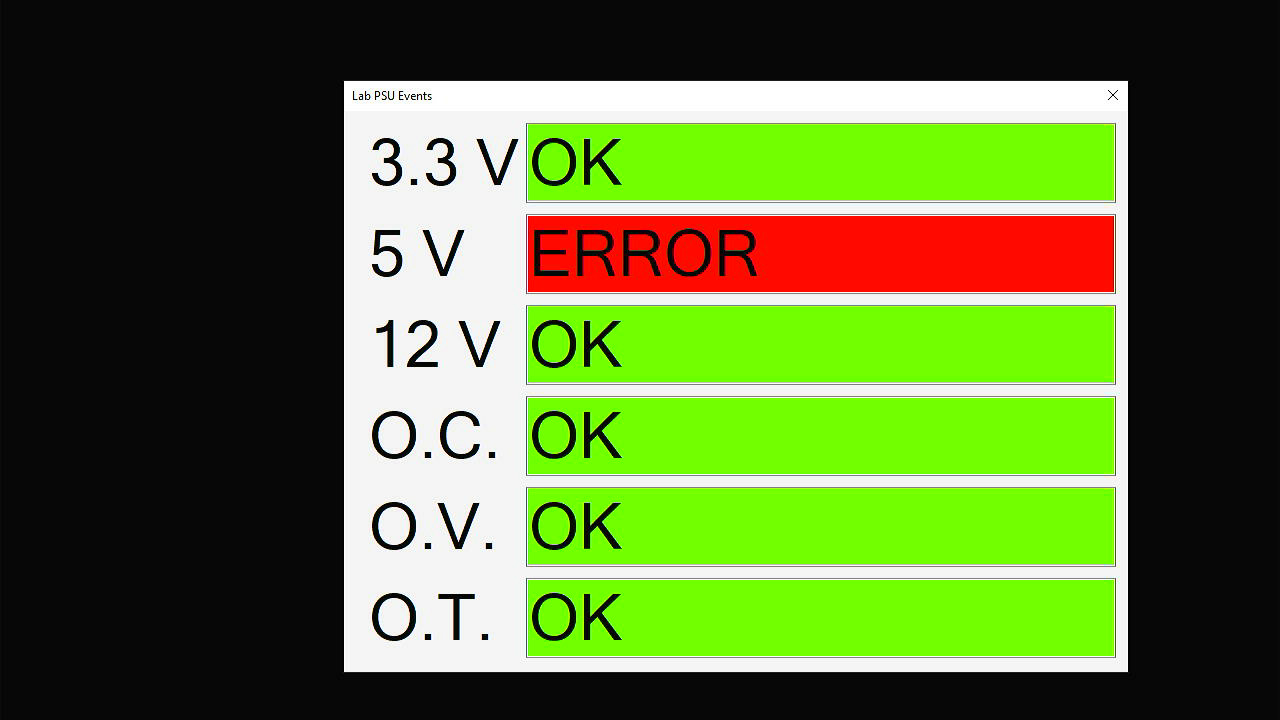 Lab PSU Events
3.3 V OK
5 V ERROR
12 V OK
O.C. OK
O.V. OK
O.T. OK